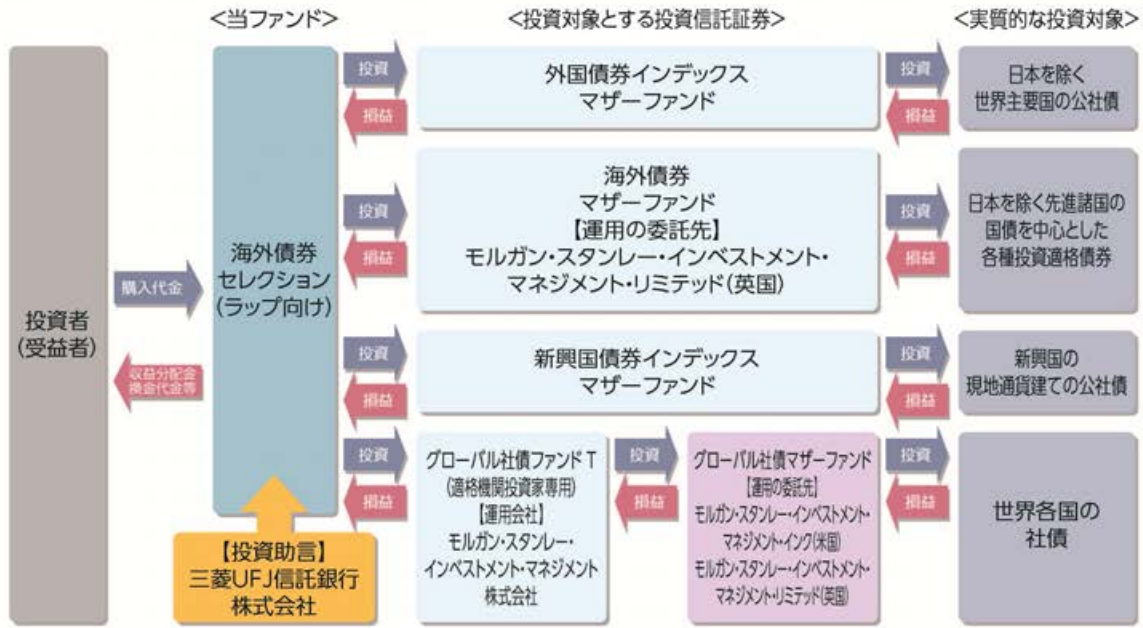 <当ファンド>
<投資対象とする投資信託証券>
<実質的な投資対象>
投資者
(受益者)
購入代金
収益分配金
換金代金等
海外債券
セレクション
(ラップ向け)
【投資助言】
三菱UFJ信託銀行
株式会社
投資
損益
外国債券インデックス
マザーファンド
投資
損益
日本を除く
世界主要国の公社債
投資
損益
海外債券
マザーファンド
【運用の委託先】
モルガン・スタンレー・インベストメント・
マネジメント・リミテッド(英国)
投資
損益
日本を除く先進諸国の
国債を中心とした
各種投資適格債券
投資
損益
新興国債券インデックス
マザーファンド
投資
損益
新興国の
現地通貨建ての公社債
投資
損益
グローバル社債ファンドT
(適格機関投資家専用)
【運用会社】
モルガン・スタンレー・
インベストメント・マネジメント
株式会社
投資
損益
グローバル社債マザーファンド
【運用の委託先】
モルガン・スタンレー・インベストメント・
マネジメント・インク(米国)
モルガン・スタンレー・インベストメント・
マネジメント・リミテッド(英国)
投資
損益
世界各国の
社債